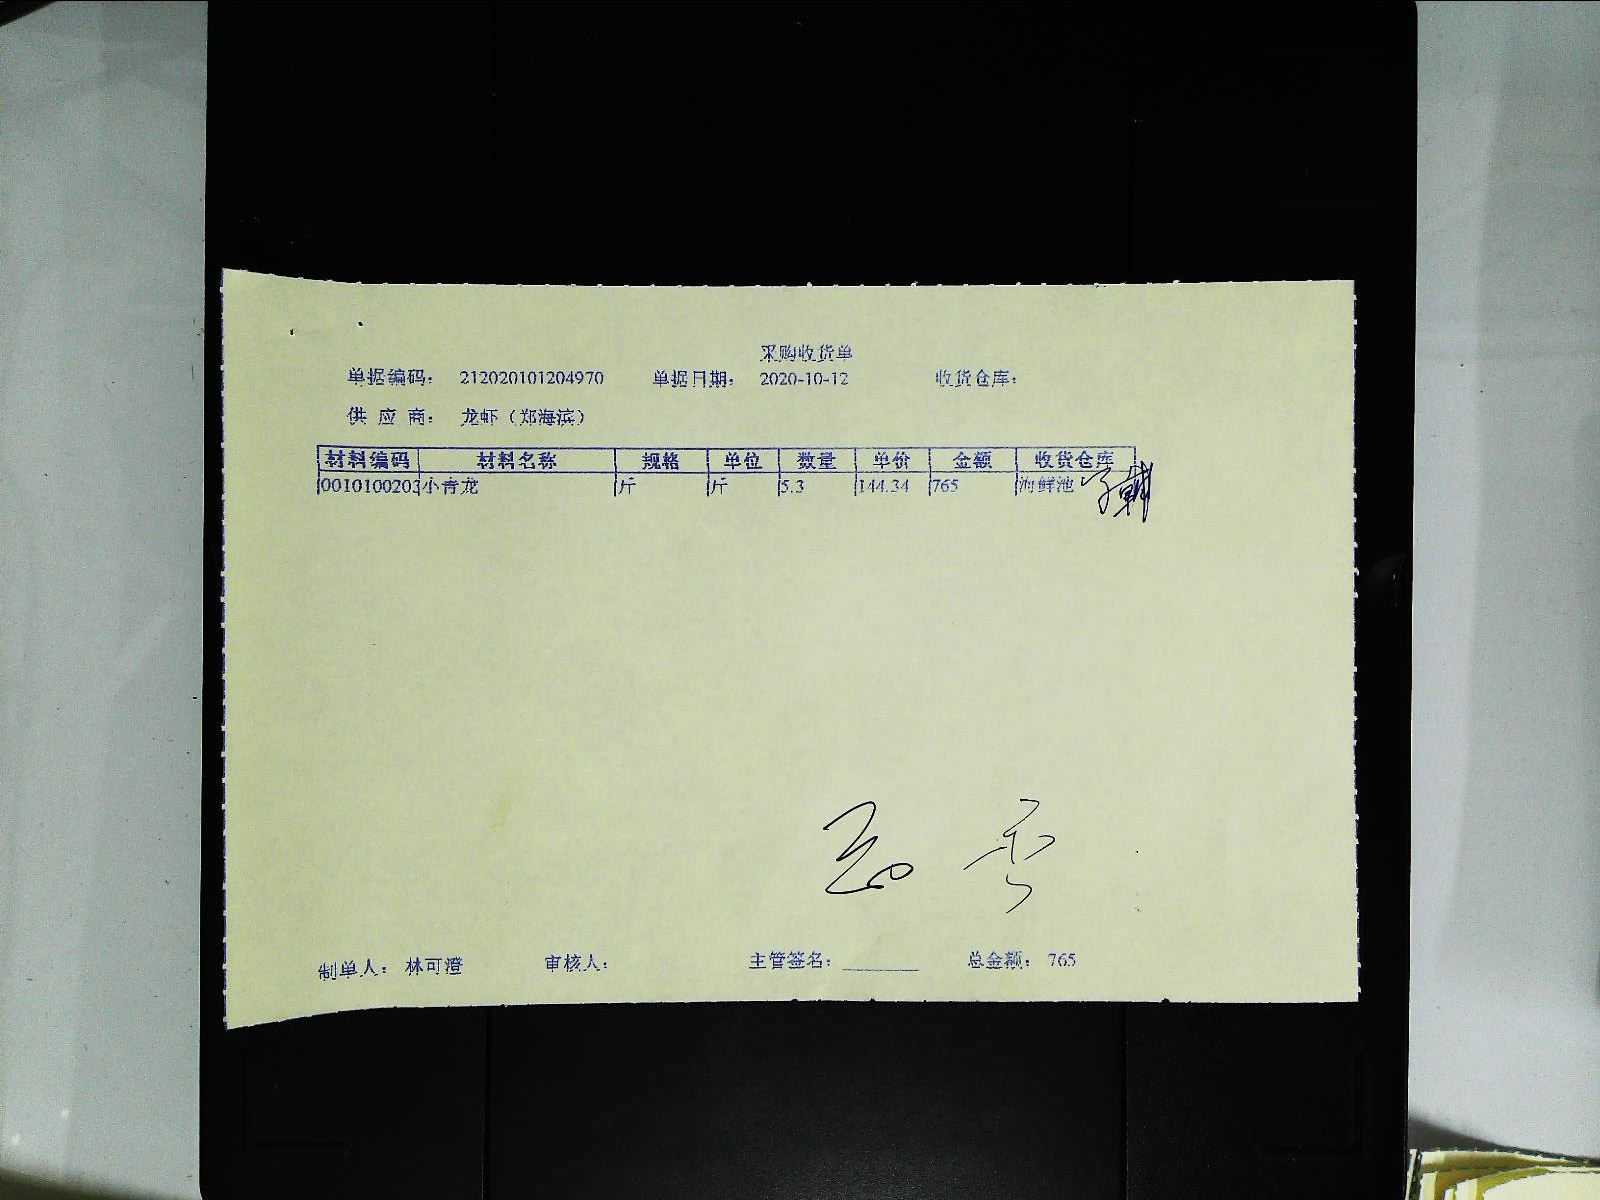 采购收货单
单据编码： 212020101204970 单据日期： 2020-10-12 收货仓库：
供 应 商： 龙虾（郑海滨）
材料编码 材料名称 规格 单位 数量 单价 金额 收货仓库
0010100203 小青龙 斤 斤 5.3 144.34 765 海鲜池
制单人： 林可澄 审核人： 主管签名：________ 总金额： 765